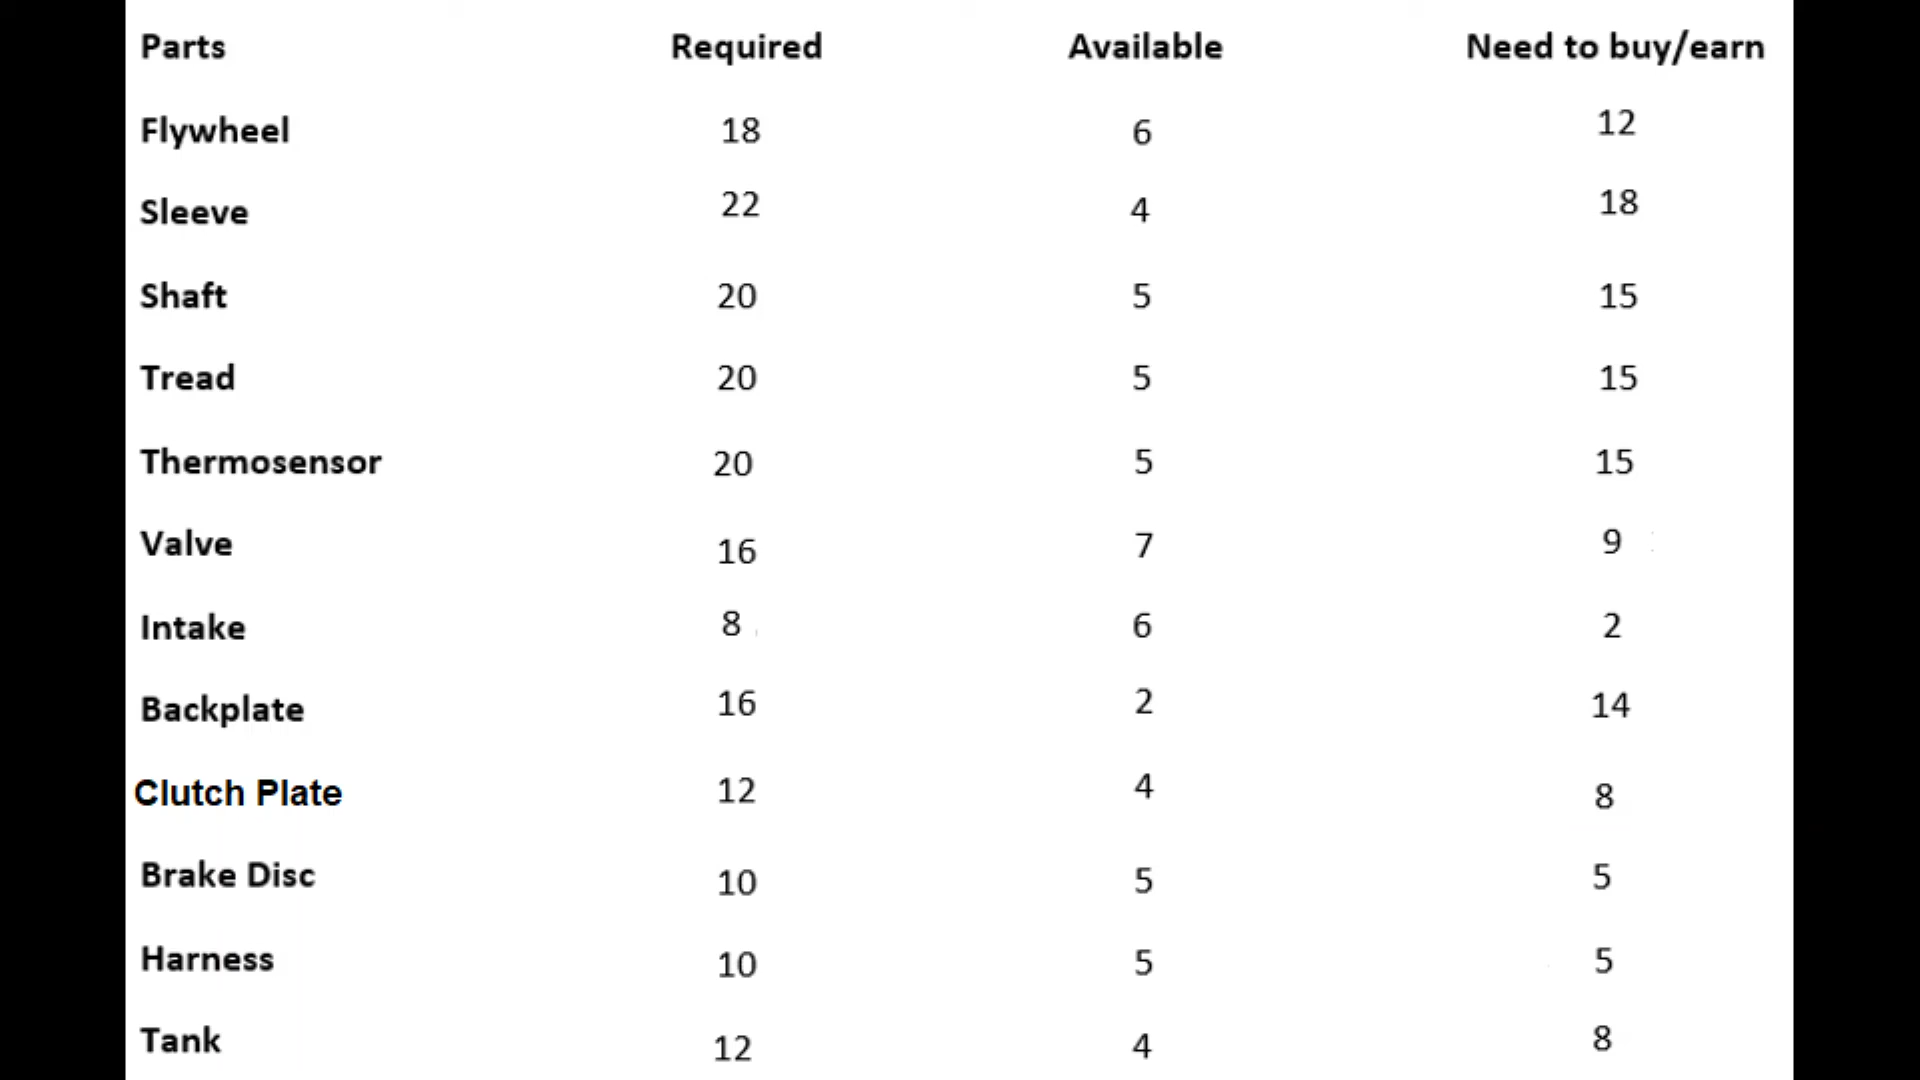 Parts Required Available Need to buy/earn
Flywheel 18 6 12
Sleeve 22 4 18
Shaft 20 5 15
Tread 20 5 15
Thermosensor 20 5 15
Valve 16 7 9
Intake 8 6 2
Backplate 16 2 14
Clutch Plate 12 4 8
Brake Disc 10 5 5
Harness 10 5 5
Tank 12 4 8